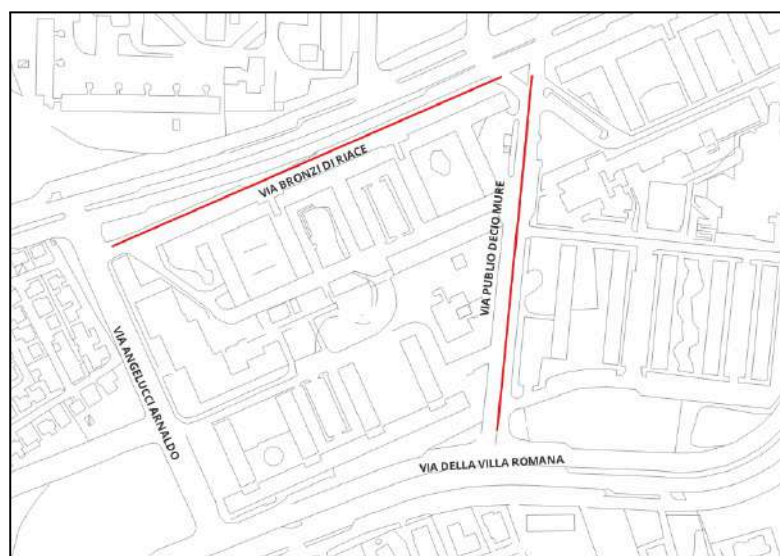 VIA BRONZI DI RIACE
VIA PUBLIO DECIO MURE
VIA ANGELUCCI ARNALDO
VIA DELLA VILLA ROMANA